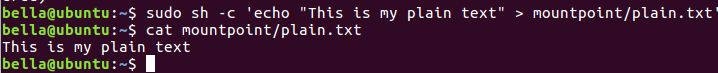 bella@ubuntu:~$ sudo sh -c 'echo "This is my plain text" > mountpoint/plain.txt'
bella@ubuntu:~$ cat mountpoint/plain.txt
This is my plain text
bella@ubuntu:~$